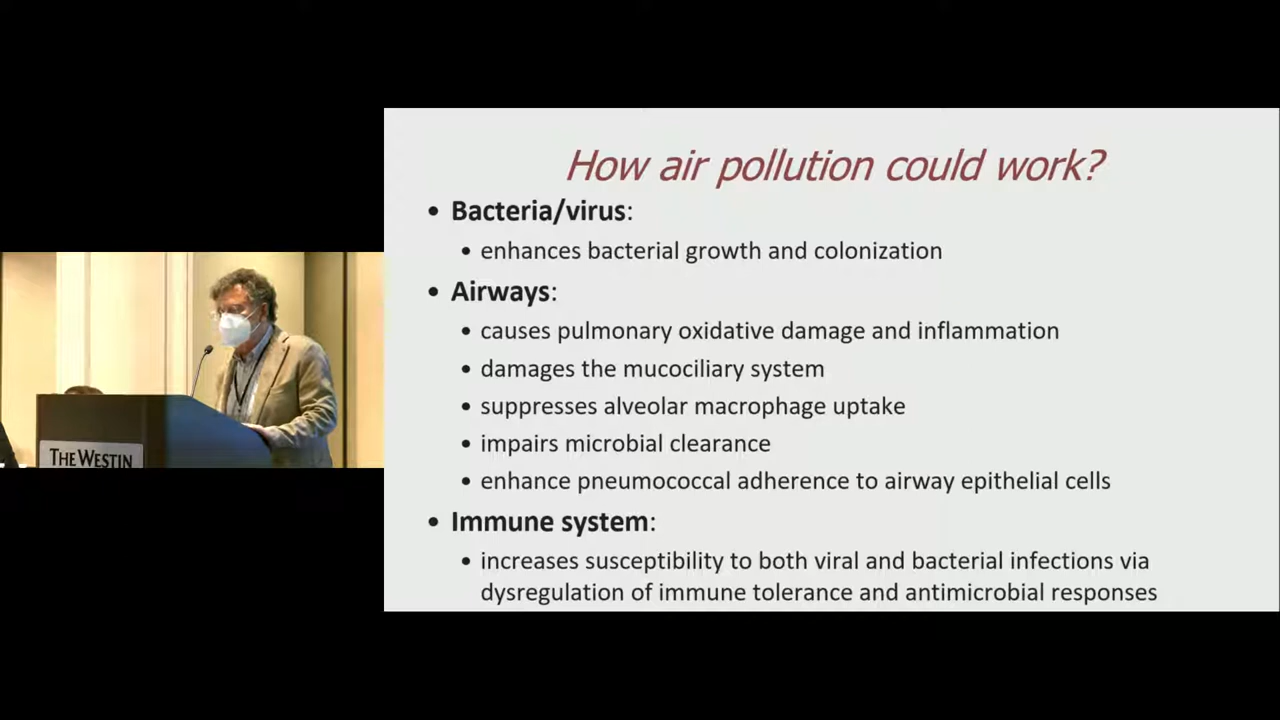 How air pollution could work?
• Bacteria/virus:
• enhances bacterial growth and colonization
• Airways:
• causes pulmonary oxidative damage and inflammation
• damages the mucociliary system
• suppresses alveolar macrophage uptake
• impairs microbial clearance
• enhance pneumococcal adherence to airway epithelial cells
• Immune system:
• increases susceptibility to both viral and bacterial infections via
dysregulation of immune tolerance and antimicrobial responses
THE WESTIN